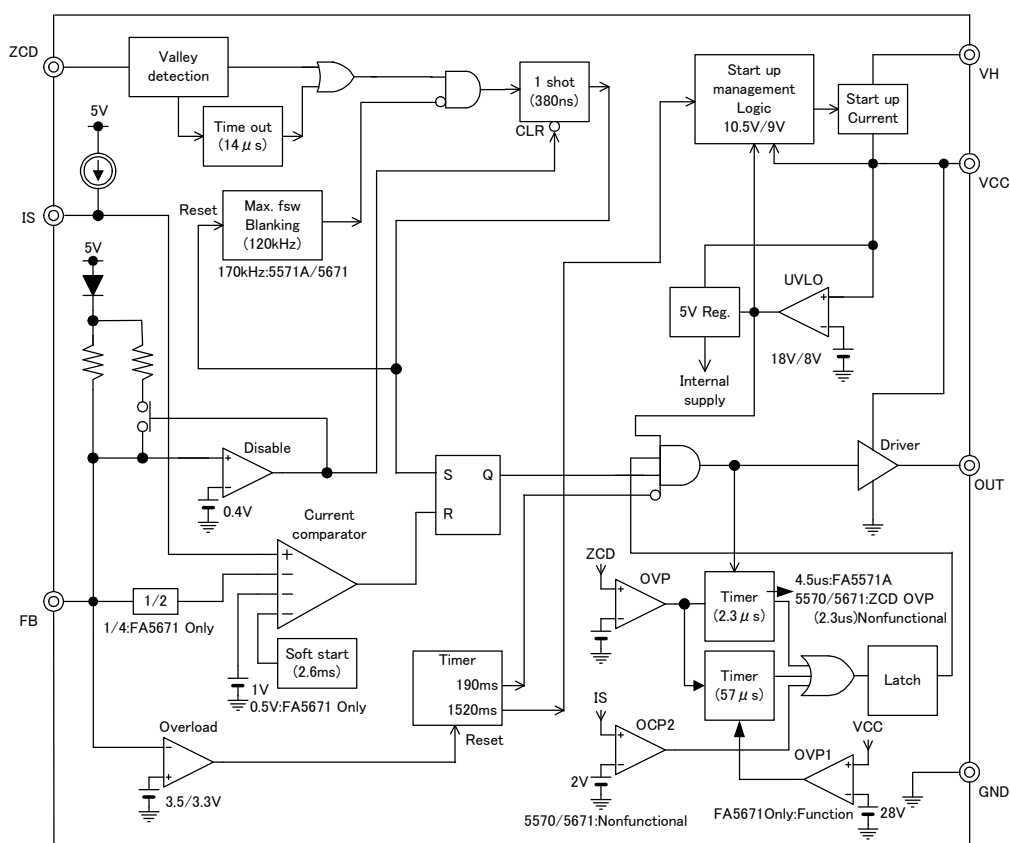 ZCD
Valley
detection
Time out
(14μs)
1 shot
(380ns)
CLR
Start up
management
Logic
10.5V/9V
Start up
Current
VH
VCC
5V
IS
Reset
Max. fsw
Blanking
(120kHz)
170kHz:5571A/5671
5V
UVLO
5V Reg.
18V/8V
Internal
supply
Disable
0.4V
Current
comparator
S
Q
R
Driver
OUT
FB
1/2
1/4:FA5671 Only
Soft start
(2.6ms)
1V
0.5V:FA5671 Only
Timer
190ms
1520ms
Reset
Overload
3.5/3.3V
ZCD
OVP
Timer
(2.3μs)
4.5us:FA5571A
5570/5671:ZCD OVP
(2.3us)Nonfunctional
Timer
(57μs)
Latch
IS
OCP2
2V
5570/5671:Nonfunctional
VCC
OVP1
FA5671Only:Function
28V
GND